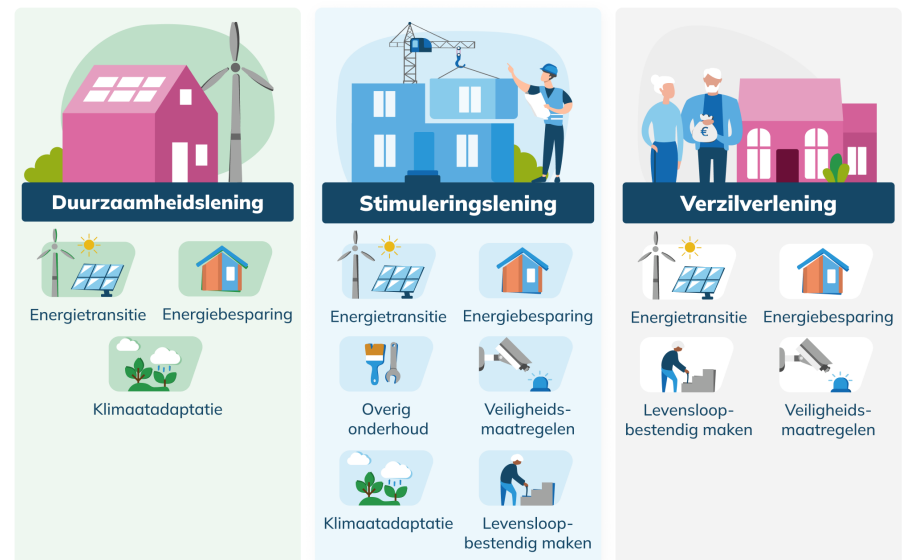 Duurzaamheidslening
Energietransitie
Energiebesparing
Klimaatadaptatie
Stimuleringslening
Energietransitie
Energiebesparing
Overig
onderhoud
Veiligheids-
maatregelen
Klimaatadaptatie
Levensloop-
bestendig maken
€
Verzilverlening
Energietransitie
Energiebesparing
Levensloop-
bestendig maken
Veiligheids-
maatregelen